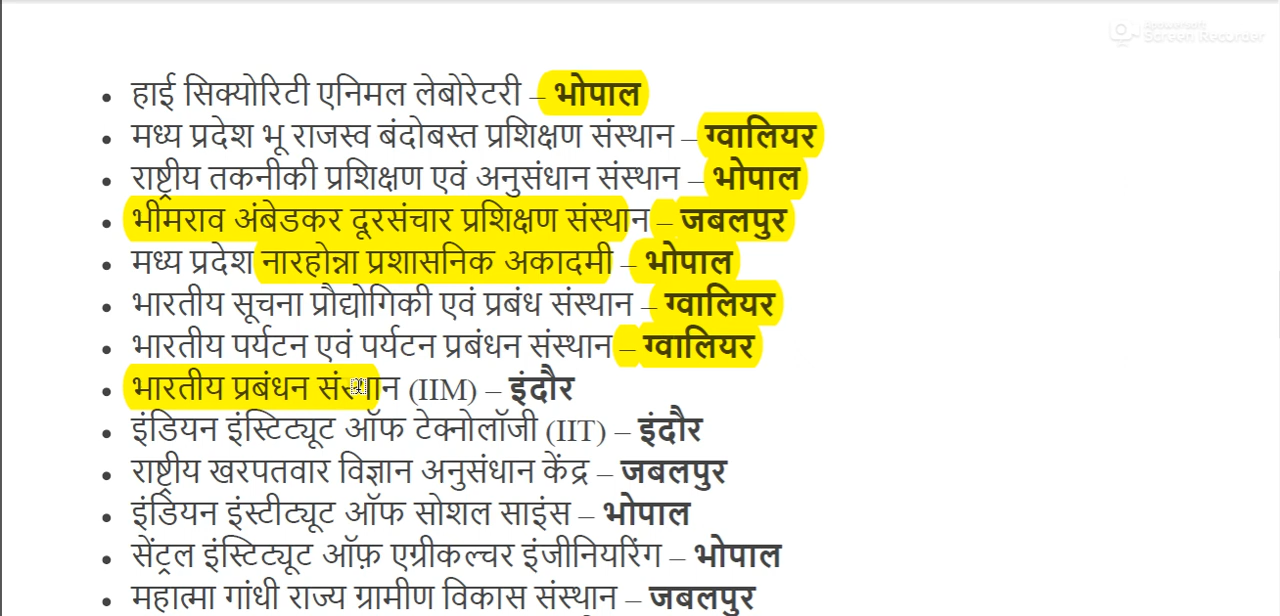 Apowersoft
Screen Recorder
• हाई सिक्योरिटी एनिमल लेबोरेटरी – भोपाल
• मध्य प्रदेश भू राजस्व बंदोबस्त प्रशिक्षण संस्थान – ग्वालियर
• राष्ट्रीय तकनीकी प्रशिक्षण एवं अनुसंधान संस्थान – भोपाल
• भीमराव अंबेडकर दूरसंचार प्रशिक्षण संस्थान – जबलपुर
• मध्य प्रदेश नारहोन्ना प्रशासनिक अकादमी – भोपाल
• भारतीय सूचना प्रौद्योगिकी एवं प्रबंध संस्थान – ग्वालियर
• भारतीय पर्यटन एवं पर्यटन प्रबंधन संस्थान – ग्वालियर
• भारतीय प्रबंधन संस्थान (IIM) – इंदौर
• इंडियन इंस्टिट्यूट ऑफ टेक्नोलॉजी (IIT) – इंदौर
• राष्ट्रीय खरपतवार विज्ञान अनुसंधान केंद्र – जबलपुर
• इंडियन इंस्टीट्यूट ऑफ सोशल साइंस – भोपाल
• सेंट्रल इंस्टिट्यूट ऑफ़ एग्रीकल्चर इंजीनियरिंग – भोपाल
• महात्मा गांधी राज्य ग्रामीण विकास संस्थान – जबलपुर